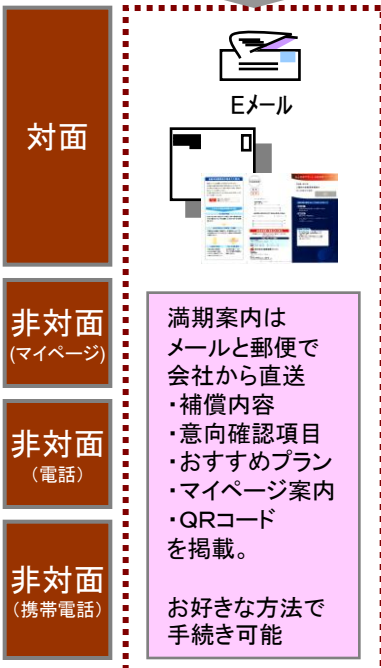 対面
非対面
(マイページ)
非対面
（電話）
非対面
（携帯電話）
Eメール
満期案内は
メールと郵便で
会社から直送
・補償内容
・意向確認項目
・おすすめプラン
・マイページ案内
・QRコード
を掲載。
お好きな方法で
手続き可能